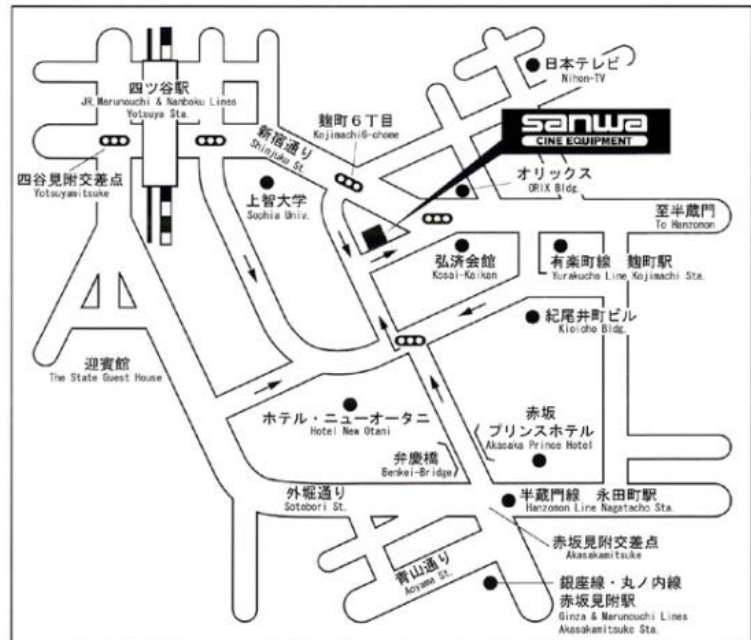 日本テレビ
Nihon-TV
四ツ谷駅
JR Marunouchi & Nanboku Lines
Yotsuya Sta.
麹町6丁目
Kojimachi6-chome
sanwa
CINE EQUIPMENT
新宿通り
Shinjuku St.
四谷見附交差点
Yotsuyamitsuke
上智大学
Sophia Univ.
オリックス
ORIX Bldg.
至半蔵門
To Hanzomon
弘済会館
Kosai-Kaikan
有楽町線 麹町駅
Yurakucho Line Kojimachi Sta.
紀尾井町ビル
Kioicho Bldg.
迎賓館
The State Guest House
ホテル・ニューオータニ
Hotel New Otani
赤坂
プリンスホテル
Akasaka Prince Hotel
弁慶橋
Benkei-Bridge
外堀通り
Sotobori St.
半蔵門線 永田町駅
Hanzomon Line Nagatacho Sta.
赤坂見附交差点
Akasakamitsuke
青山通り
Aoyama St.
銀座線・丸ノ内線
赤坂見附駅
Ginza & Marunouchi Lines
Akasakamitsuke Sta.